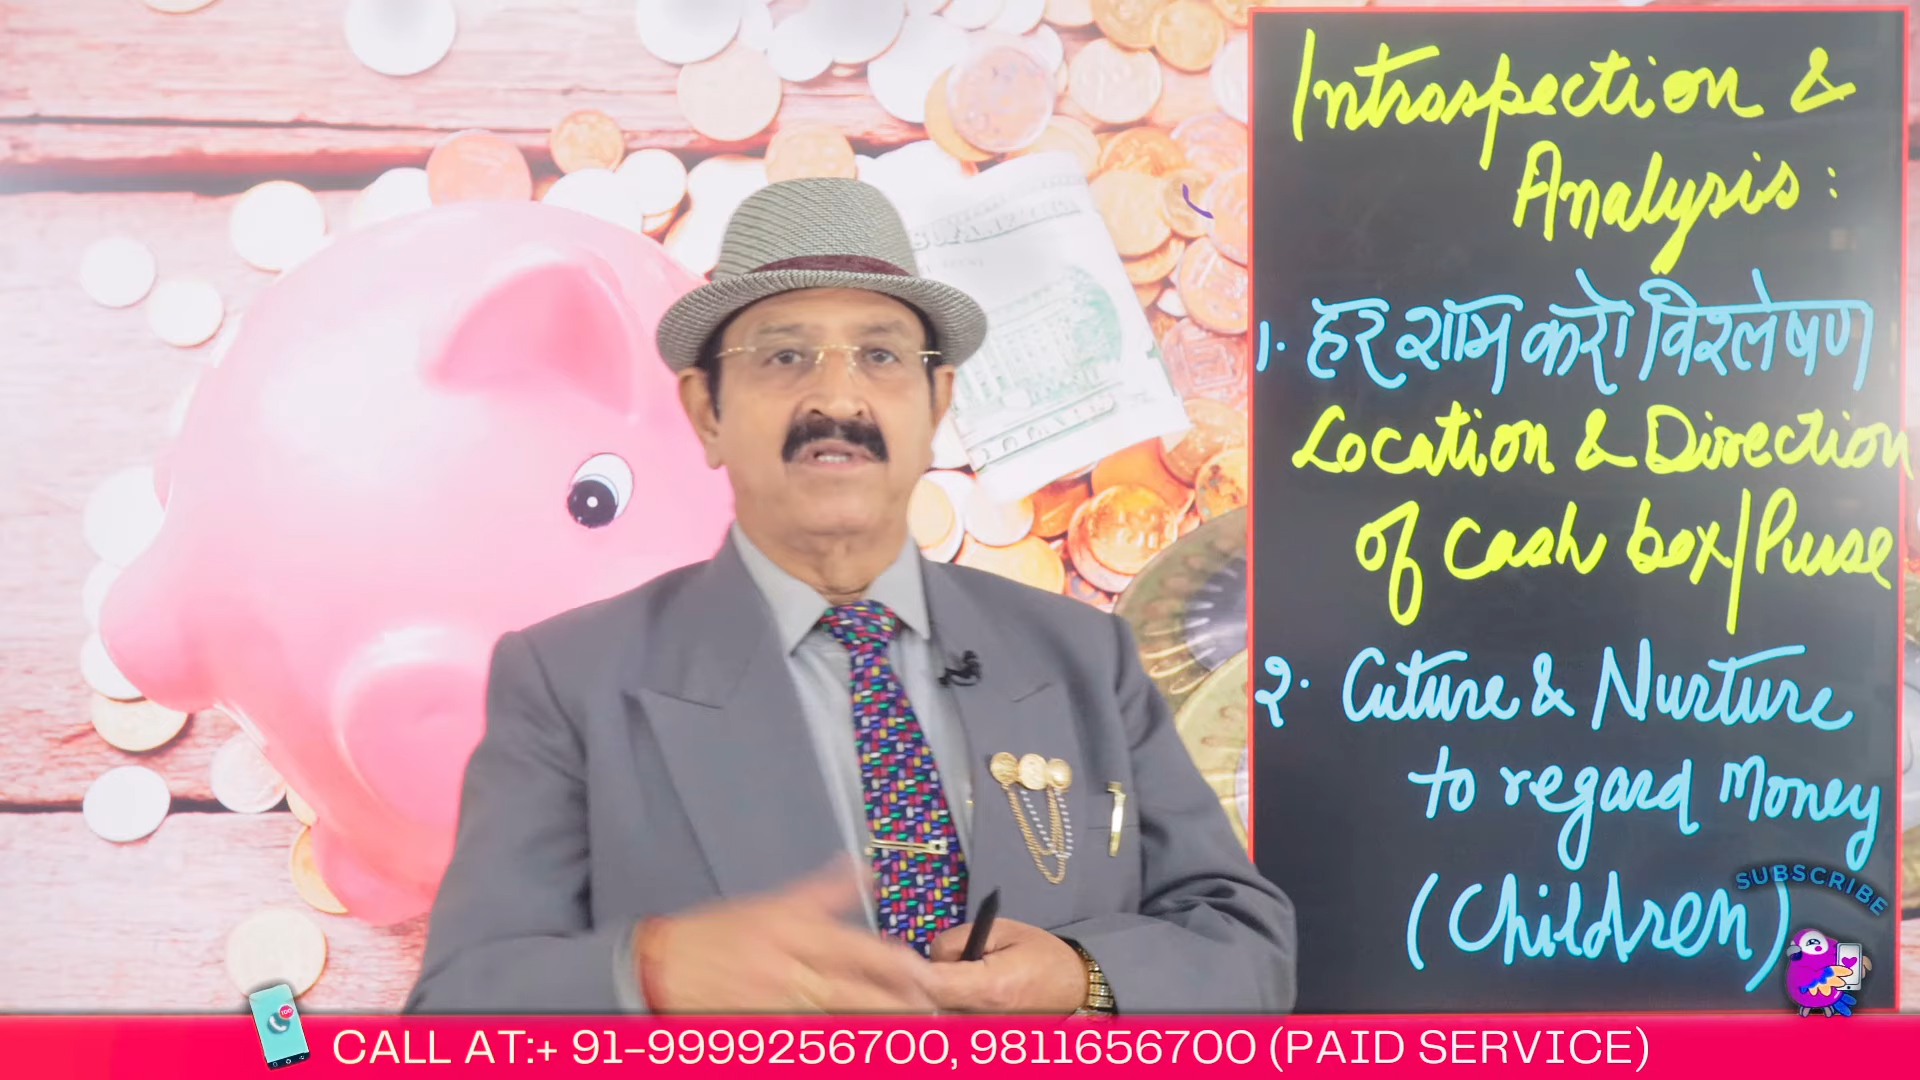 Introspection &
Analysis:
1. हर शाम करो विश्लेषण
Location & Direction
of Cash box/Purse
२. Cuture & Nurture
to regard Money
(Children)
SUBSCRIBE
CALL AT:+ 91-9999256700, 9811656700 (PAID SERVICE)